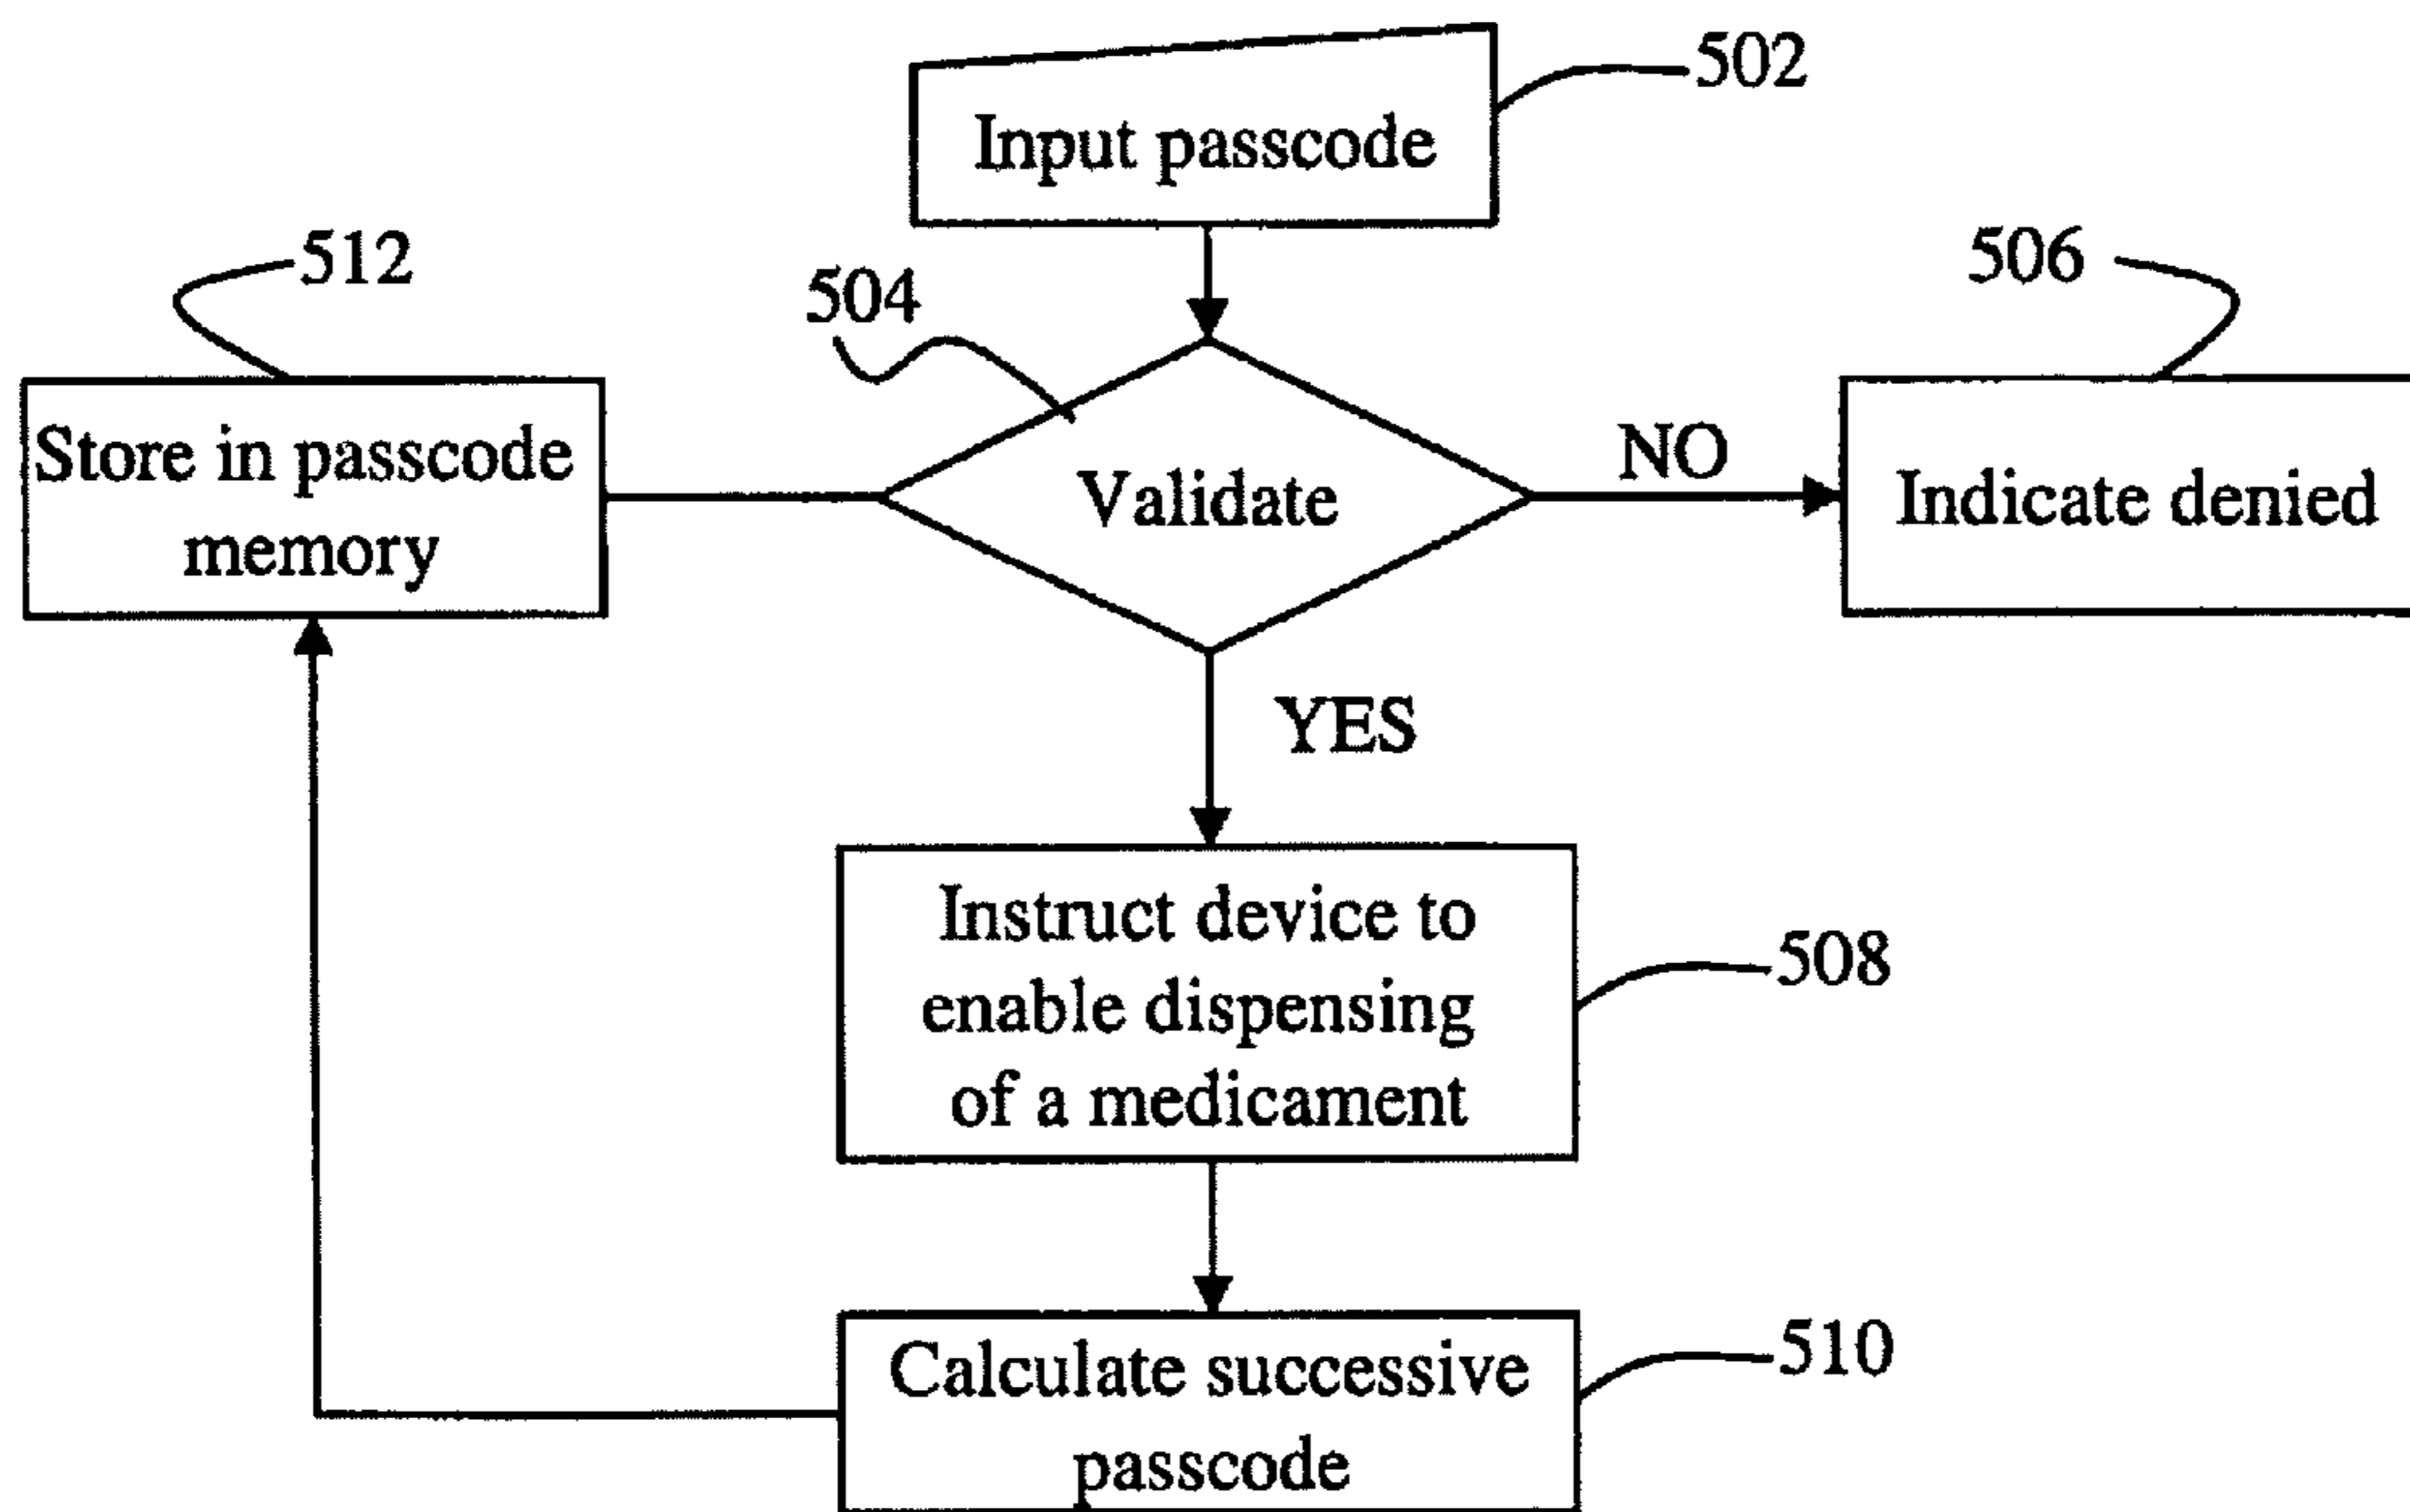 502
Input passcode
512
504
506
Store in passcode
memory
Validate
NO
Indicate denied
YES
Instruct device to
enable dispensing
of a medicament
508
Calculate successive
passcode
510